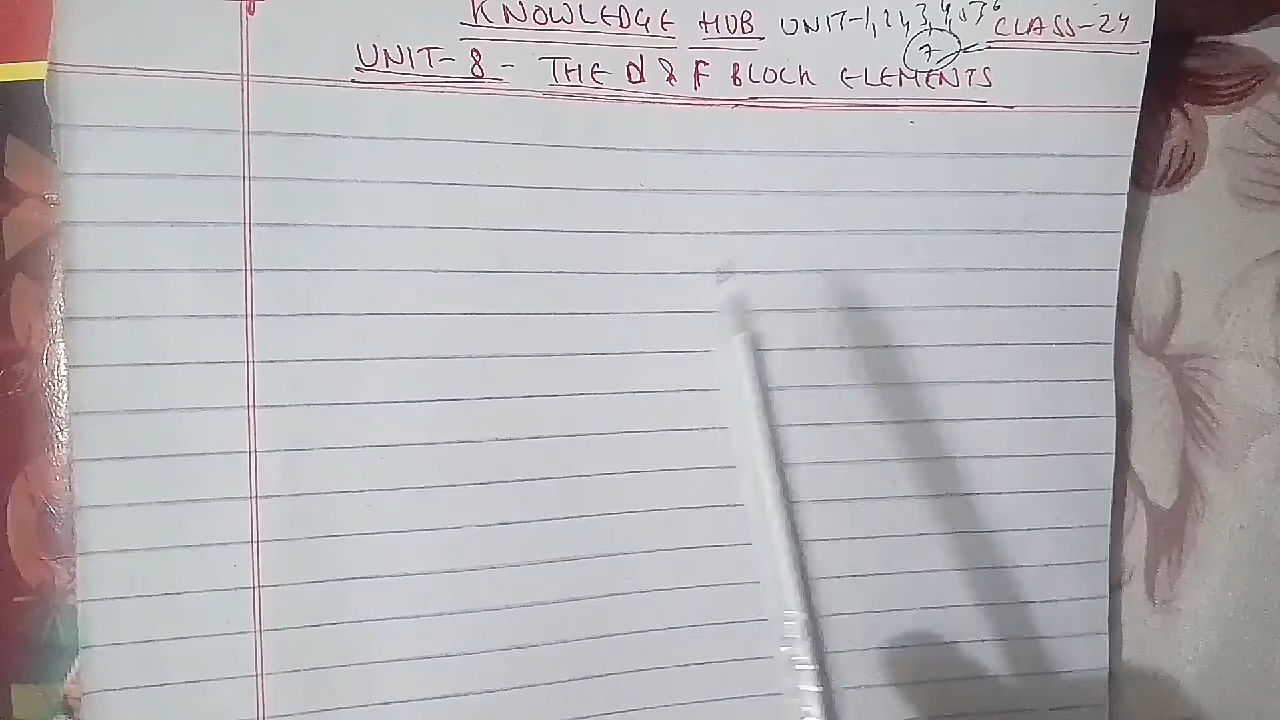 KNOWLEDGE HUB UNIT-1, 2, 3, 4, 5, 6 CLASS-24
7
UNIT-8 - THE D & F BLOCK ELEMENTS